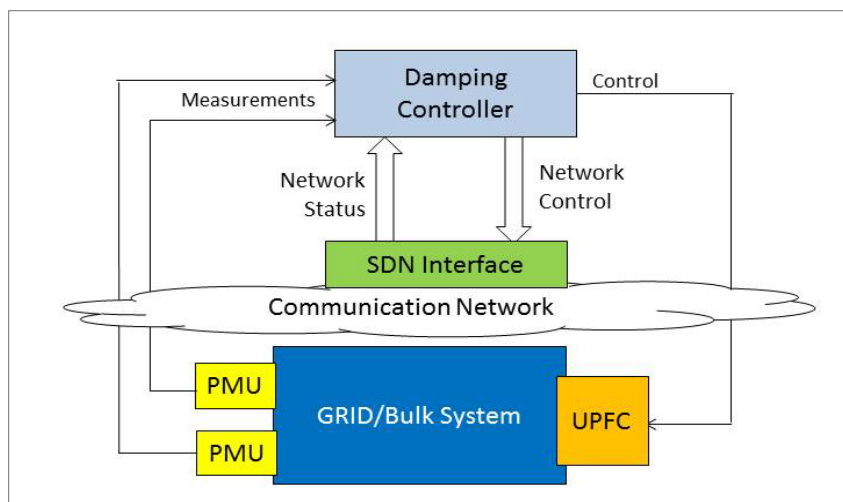 Damping
Controller
Control
Measurements
Network
Status
Network
Control
SDN Interface
Communication Network
PMU
GRID/Bulk System
UPFC
PMU